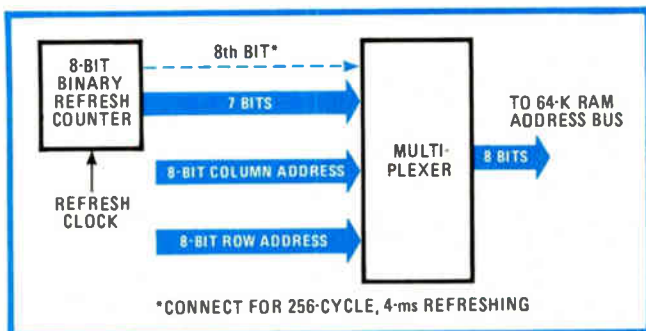 8-BIT
BINARY
REFRESH
COUNTER
8th BIT*
7 BITS
8-BIT COLUMN ADDRESS
8-BIT ROW ADDRESS
REFRESH
CLOCK
MULTI-
PLEXER
8 BITS
TO 64-K RAM
ADDRESS BUS
*CONNECT FOR 256-CYCLE, 4-ms REFRESHING